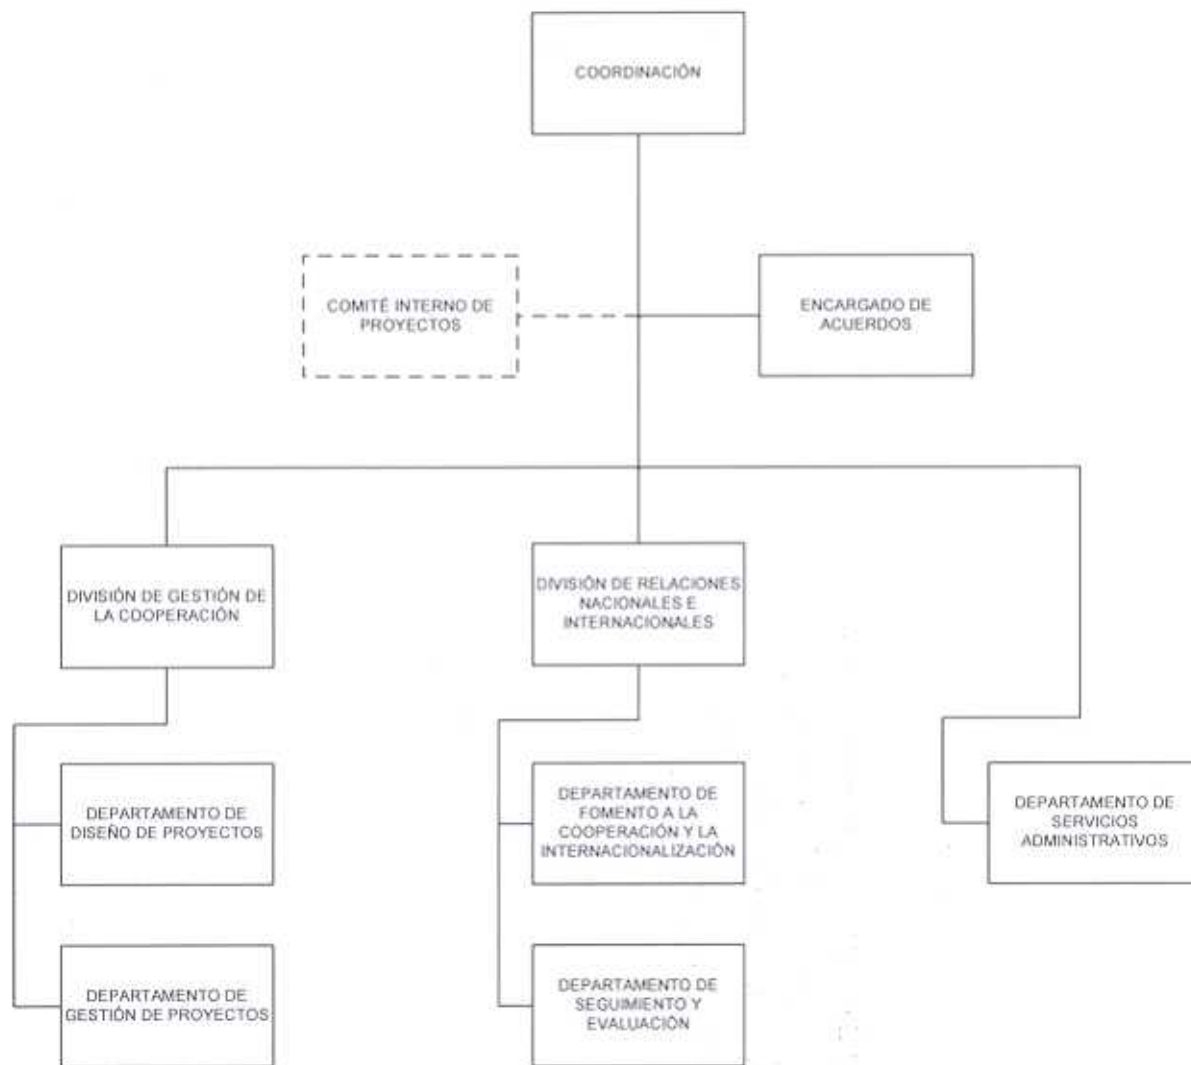 COORDINACIÓN
COMITÉ INTERNO DE
PROYECTOS
ENCARGADO DE
ACUERDOS
DIVISIÓN DE GESTIÓN DE
LA COOPERACIÓN
DIVISIÓN DE RELACIONES
NACIONALES E
INTERNACIONALES
DEPARTAMENTO DE
DISEÑO DE PROYECTOS
DEPARTAMENTO DE
FOMENTO A LA
COOPERACIÓN Y LA
INTERNACIONALIZACIÓN
DEPARTAMENTO DE
SERVICIOS
ADMINISTRATIVOS
DEPARTAMENTO DE
GESTIÓN DE PROYECTOS
DEPARTAMENTO DE
SEGUIMIENTO Y
EVALUACIÓN